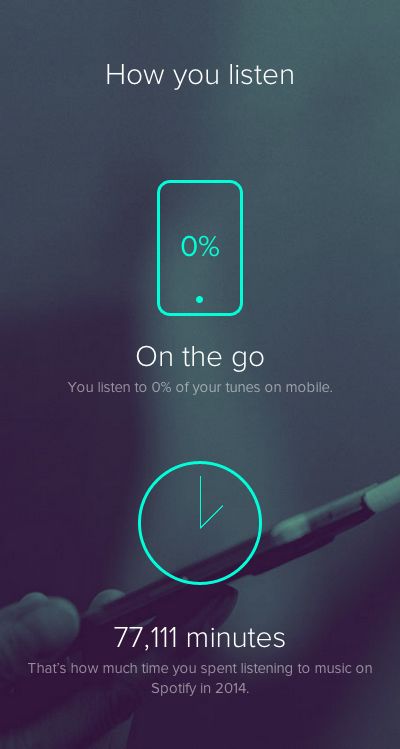 How you listen
0%
On the go
You listen to 0% of your tunes on mobile.
77,111 minutes
That's how much time you spent listening to music on
Spotify in 2014.